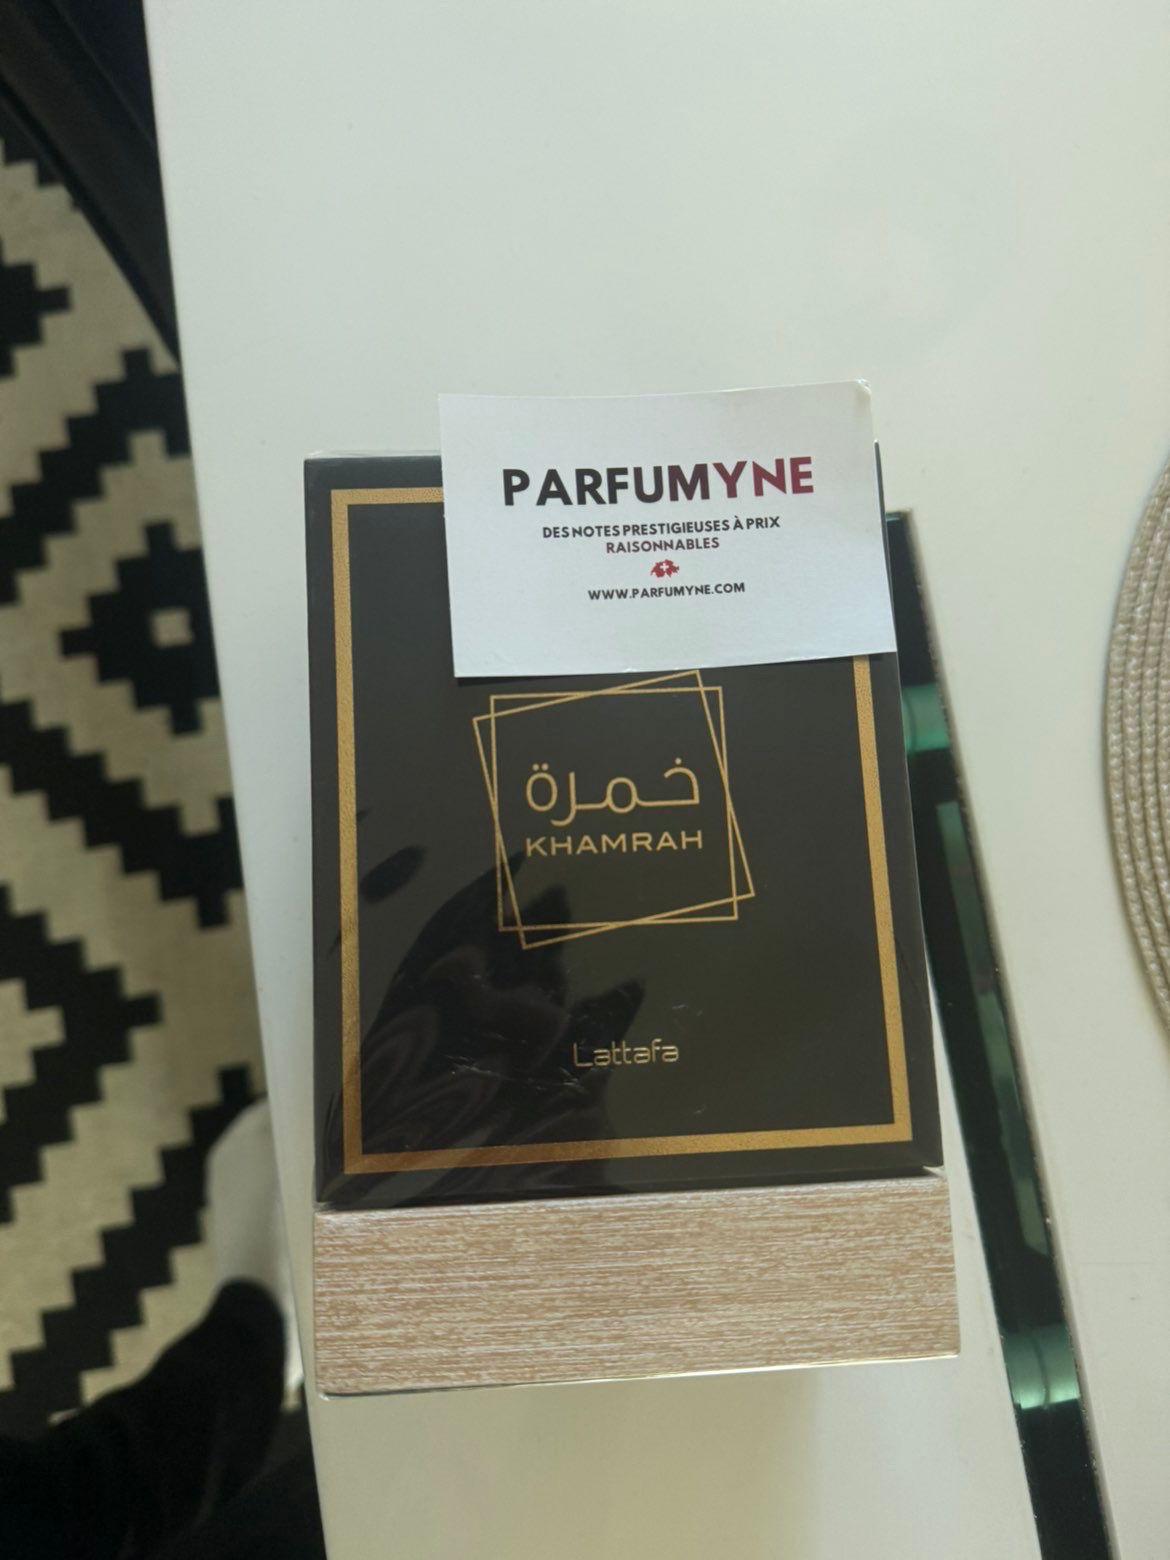 PARFUMYNE
DES NOTES PRESTIGIEUSES À PRIX
RAISONNABLES
WWW.PARFUMYNE.COM
خمرة
KHAMRAH
Lattafa